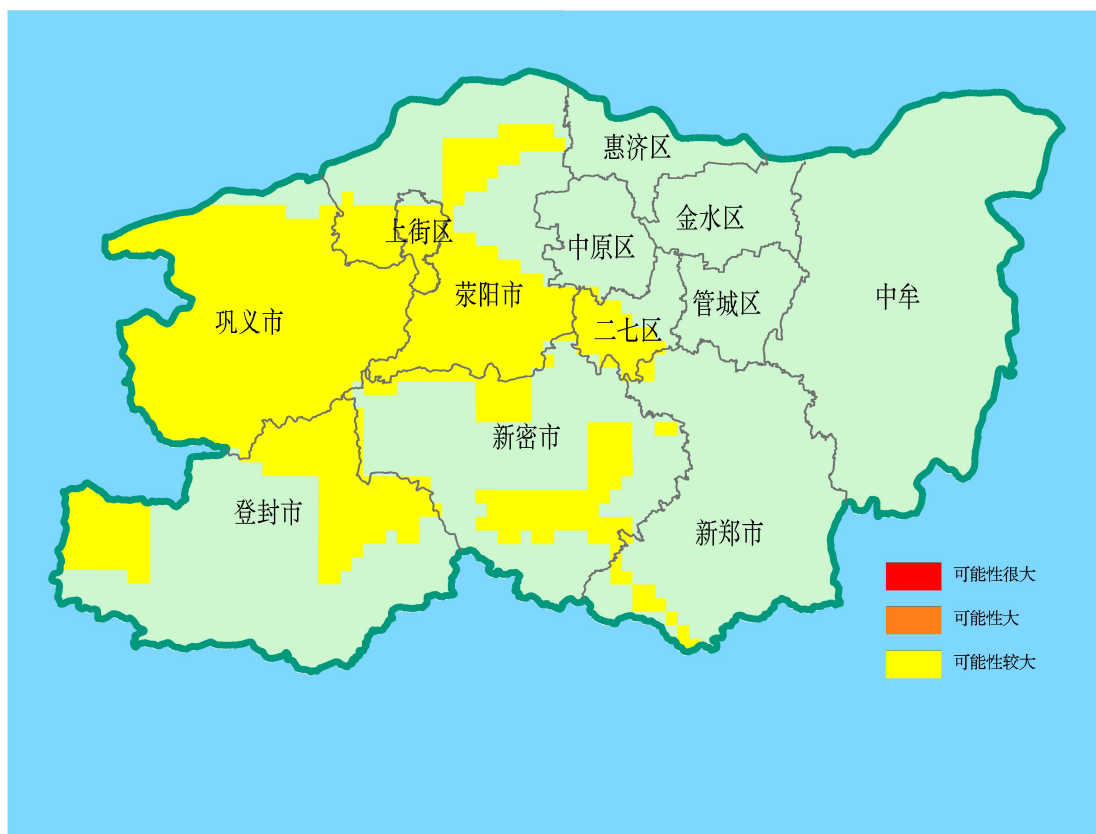 惠济区
金水区
上街区
中原区
荥阳市
管城区
中牟
巩义市
二七区
新密市
登封市
新郑市
可能性很大
可能性大
可能性较大